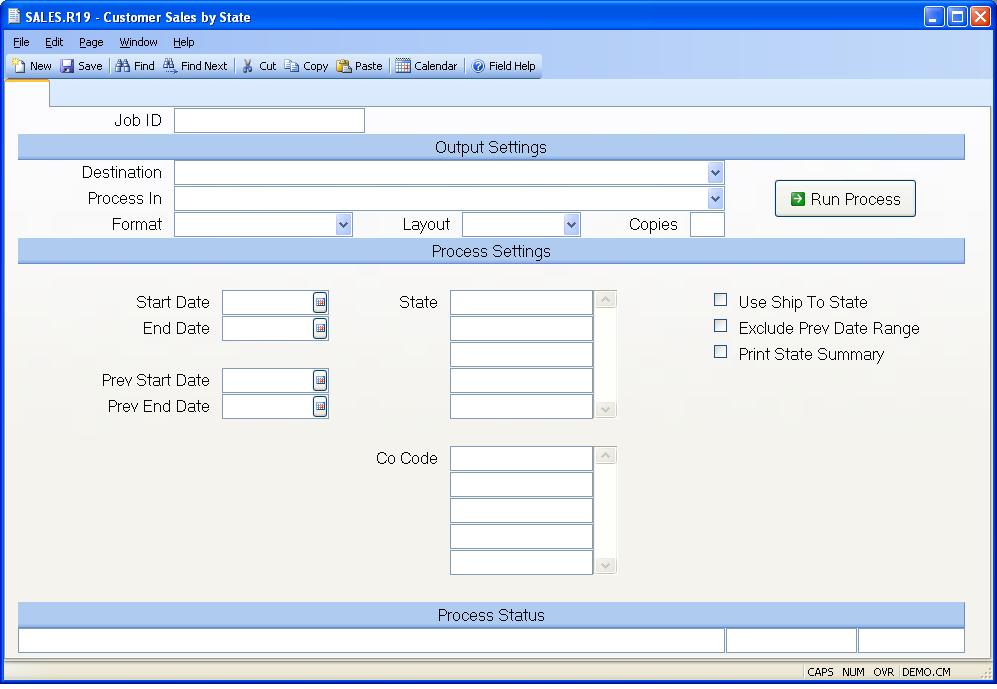 SALES.R19 - Customer Sales by State
File Edit Page Window Help
New Save Find Find Next Cut Copy Paste Calendar Field Help
Job ID
Output Settings
Destination
Process In
Run Process
Format Layout Copies
Process Settings
Start Date State Use Ship To State
End Date Exclude Prev Date Range
Print State Summary
Prev Start Date
Prev End Date
Co Code
Process Status
CAPS NUM OVR DEMO.CM